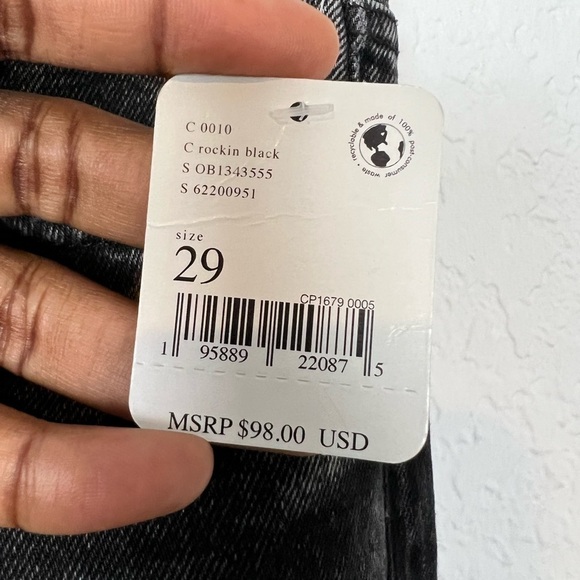 C 0010
C rockin black
S OB1343555
S 62200951
• recyclable & made of 100% post-consumer waste
size
29
CP1679 0005
1 95889 22087 5
MSRP $98.00 USD